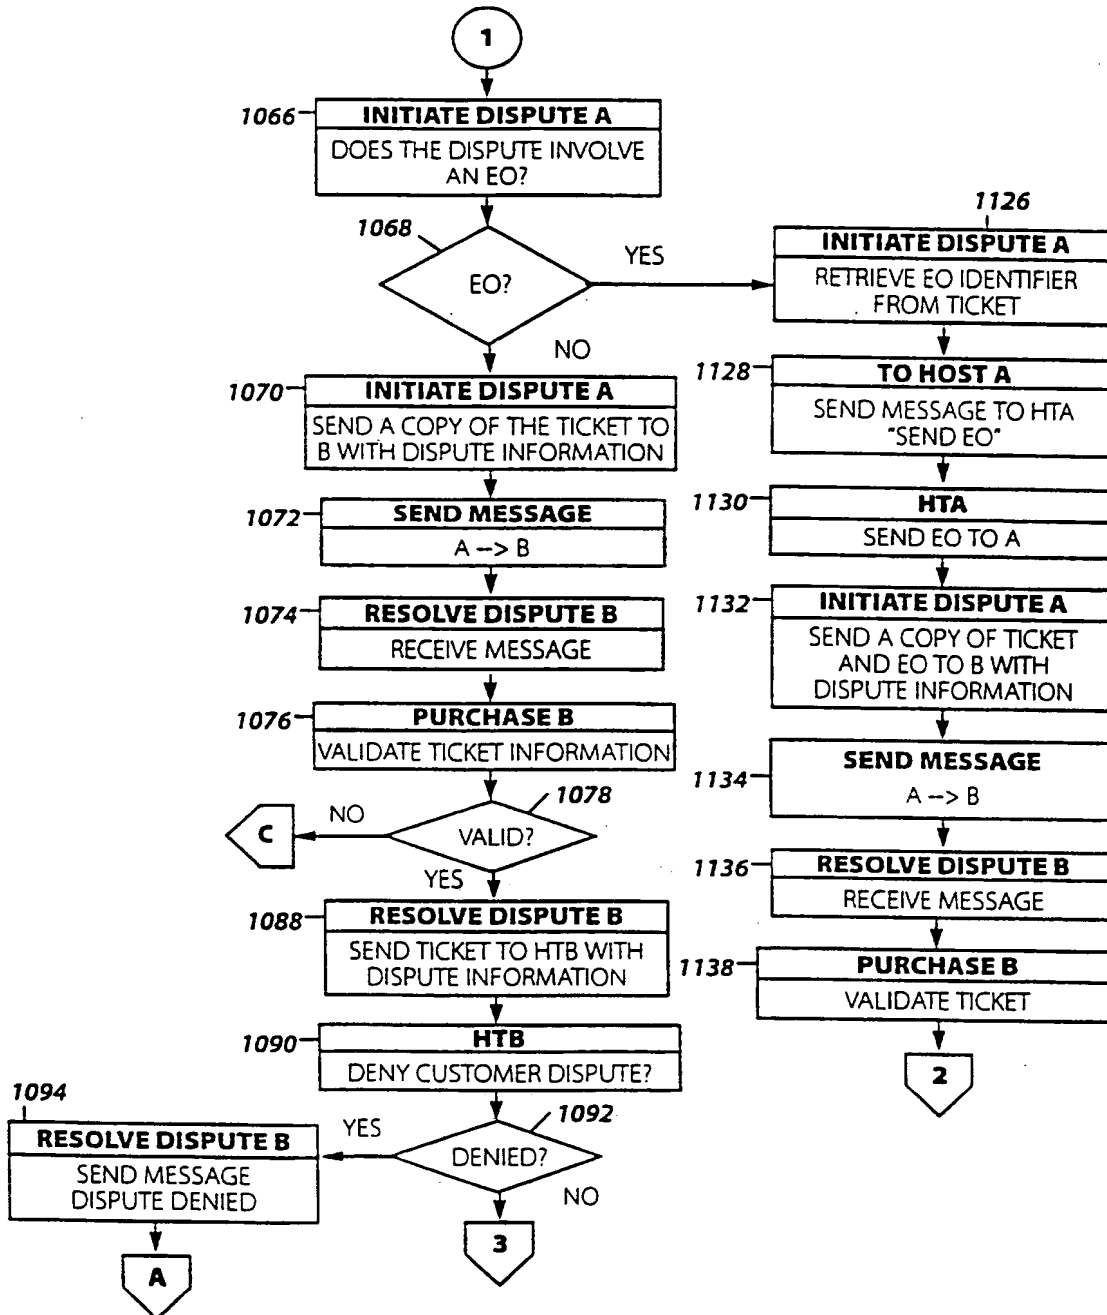 1
1066
INITIATE DISPUTE A
DOES THE DISPUTE INVOLVE
AN EO?
1068
EO?
YES
NO
1070
INITIATE DISPUTE A
SEND A COPY OF THE TICKET TO
B WITH DISPUTE INFORMATION
1072
SEND MESSAGE
A --> B
1074
RESOLVE DISPUTE B
RECEIVE MESSAGE
1076
PURCHASE B
VALIDATE TICKET INFORMATION
1078
VALID?
NO
C
YES
1088
RESOLVE DISPUTE B
SEND TICKET TO HTB WITH
DISPUTE INFORMATION
1090
HTB
DENY CUSTOMER DISPUTE?
1092
DENIED?
YES
NO
1094
RESOLVE DISPUTE B
SEND MESSAGE
DISPUTE DENIED
A
3
1126
INITIATE DISPUTE A
RETRIEVE EO IDENTIFIER
FROM TICKET
1128
TO HOST A
SEND MESSAGE TO HTA
"SEND EO"
1130
HTA
SEND EO TO A
1132
INITIATE DISPUTE A
SEND A COPY OF TICKET
AND EO TO B WITH
DISPUTE INFORMATION
1134
SEND MESSAGE
A --> B
1136
RESOLVE DISPUTE B
RECEIVE MESSAGE
1138
PURCHASE B
VALIDATE TICKET
2